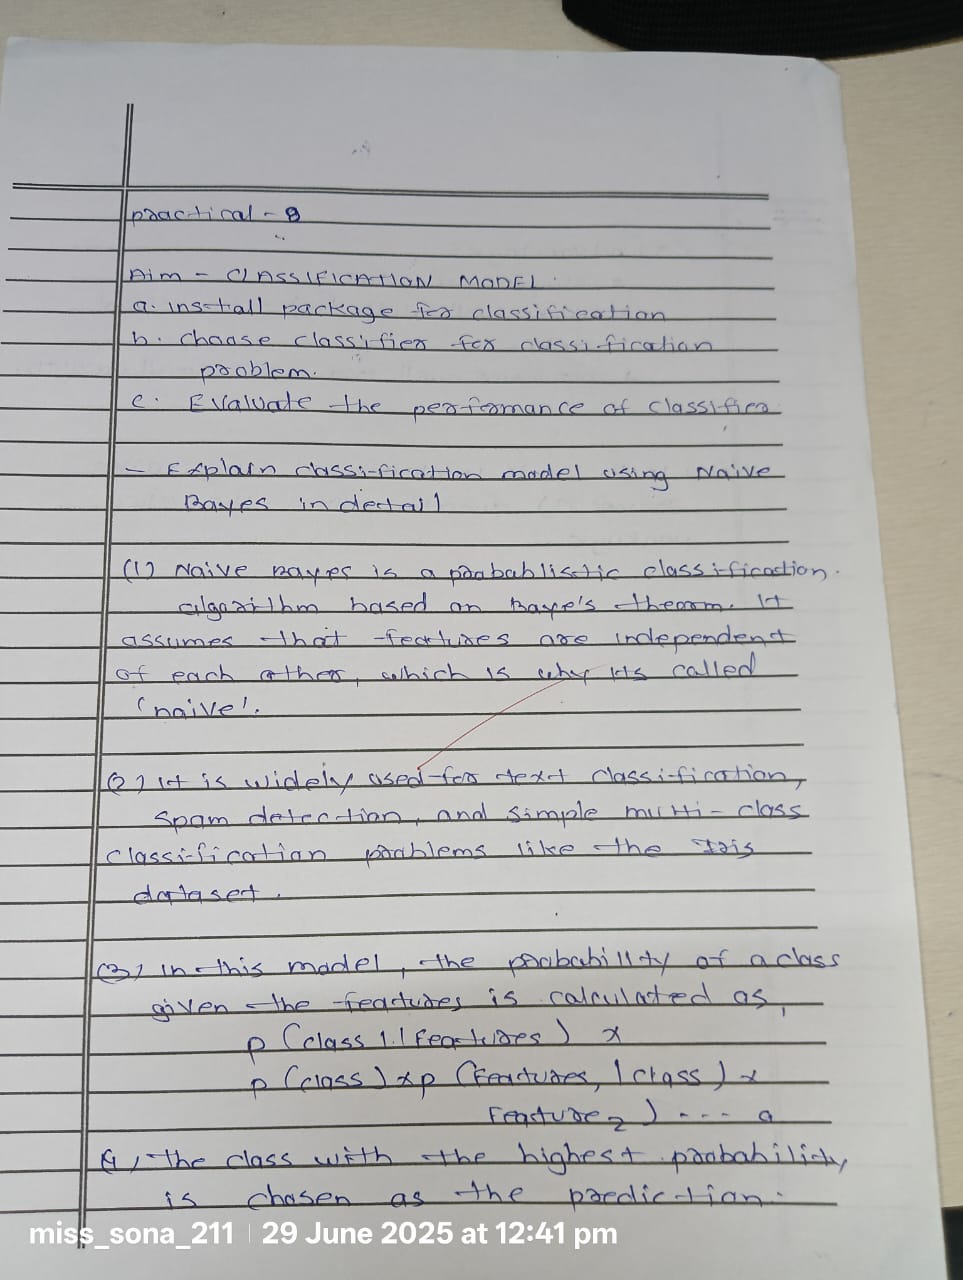 practical - 9
Aim - CLASSIFICATION MODEL.
a. install package for classification
b. choose classifier for classification
problem.
c. Evaluate the performance of classifier
- Explain classification model using Naive
Bayes in detail
(1) Naive Bayes is a probablistic classification
algorithm based on Baye's theorm. It
assumes that features are independent
of each other, which is why its called
'naive'.
(2) It is widely used for text classification,
spam detection, and simple multi-class
classification problems like the Iris
dataset.
(3) In this model, the probability of a class
given the features is calculated as,
p (class 1.1 Features) x
p (class) x p (Features, | class) x
Feature2) ---
4) The class with the highest probability
is chosen as the prediction.
miss_sona_211 | 29 June 2025 at 12:41 pm